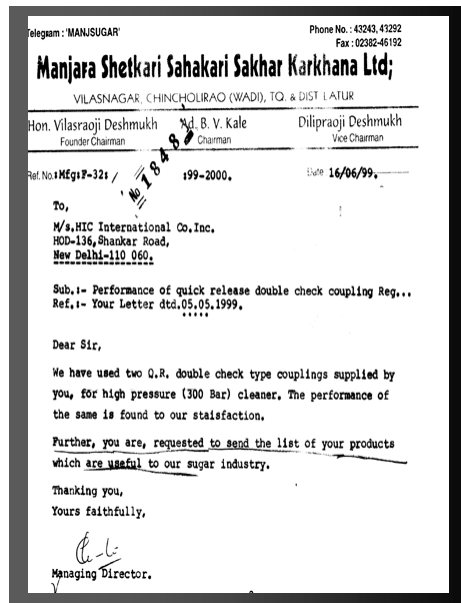 Telegram : 'MANJSUGAR'
Phone No. : 43243, 43292
Fax : 02382-46192
Manjara Shetkari Sahakari Sakhar Karkhana Ltd;
VILASNAGAR, CHINCHOLIRAO (WADI), TQ. & DIST LATUR
Hon. Vilasraoji Deshmukh Ad. B. V. Kale Dilipraoji Deshmukh
Founder Chairman Chairman Vice Chairman
Ref. No.:Mfg:F-32: / :99-2000. Date 16/06/99.
No 1848
To,
M/s.HIC International Co.Inc.
HOD-136,Shankar Road,
New Delhi-110 060.
Sub.:- Performance of quick release double check coupling Reg...
Ref.:- Your Letter dtd.05.05.1999.
Dear Sir,
We have used two Q.R. double check type couplings supplied by
you, for high pressure (300 Bar) cleaner. The performance of
the same is found to our staisfaction.
Further, you are, requested to send the list of your products
which are useful to our sugar industry.
Thanking you,
Yours faithfully,
Managing Director.